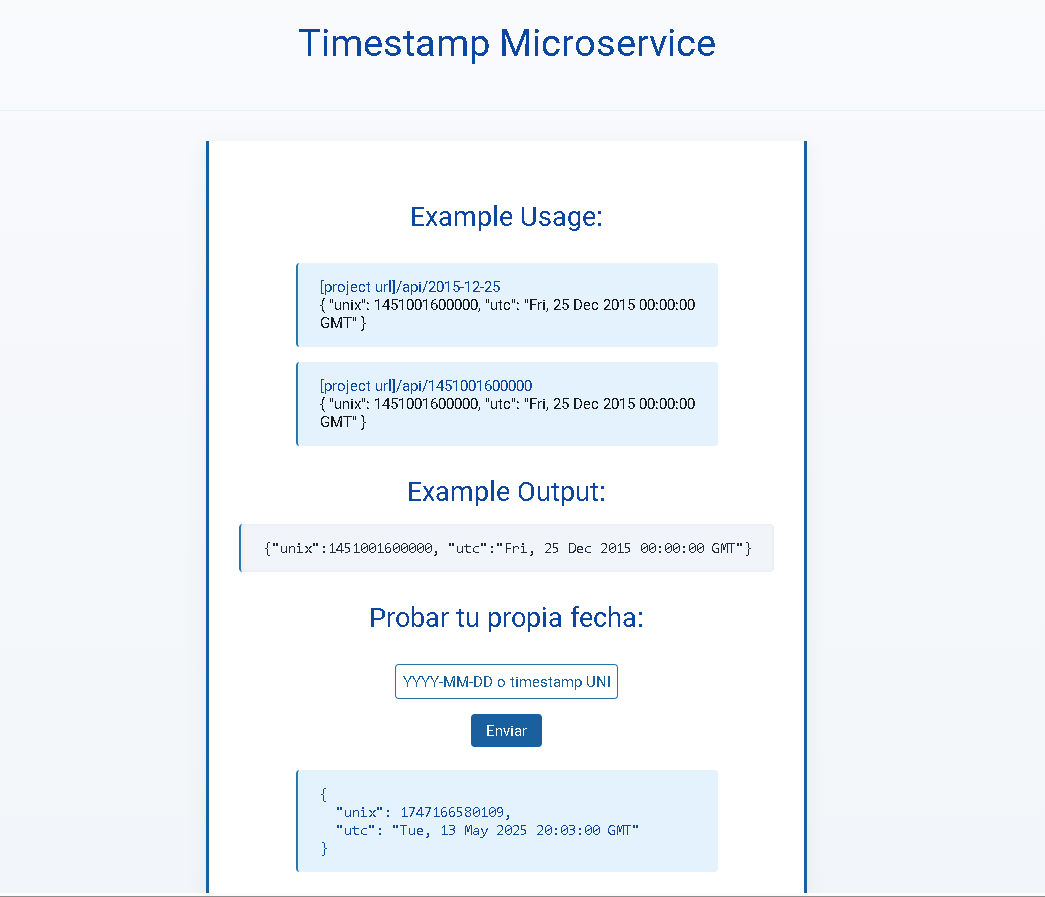 Timestamp Microservice
Example Usage:
[project url]/api/2015-12-25
{ "unix": 1451001600000, "utc": "Fri, 25 Dec 2015 00:00:00
GMT" }
[project url]/api/1451001600000
{ "unix": 1451001600000, "utc": "Fri, 25 Dec 2015 00:00:00
GMT" }
Example Output:
{"unix":1451001600000, "utc":"Fri, 25 Dec 2015 00:00:00 GMT"}
Probar tu propia fecha:
YYYY-MM-DD o timestamp UNI
Enviar
{
  "unix": 1747166580109,
  "utc": "Tue, 13 May 2025 20:03:00 GMT"
}